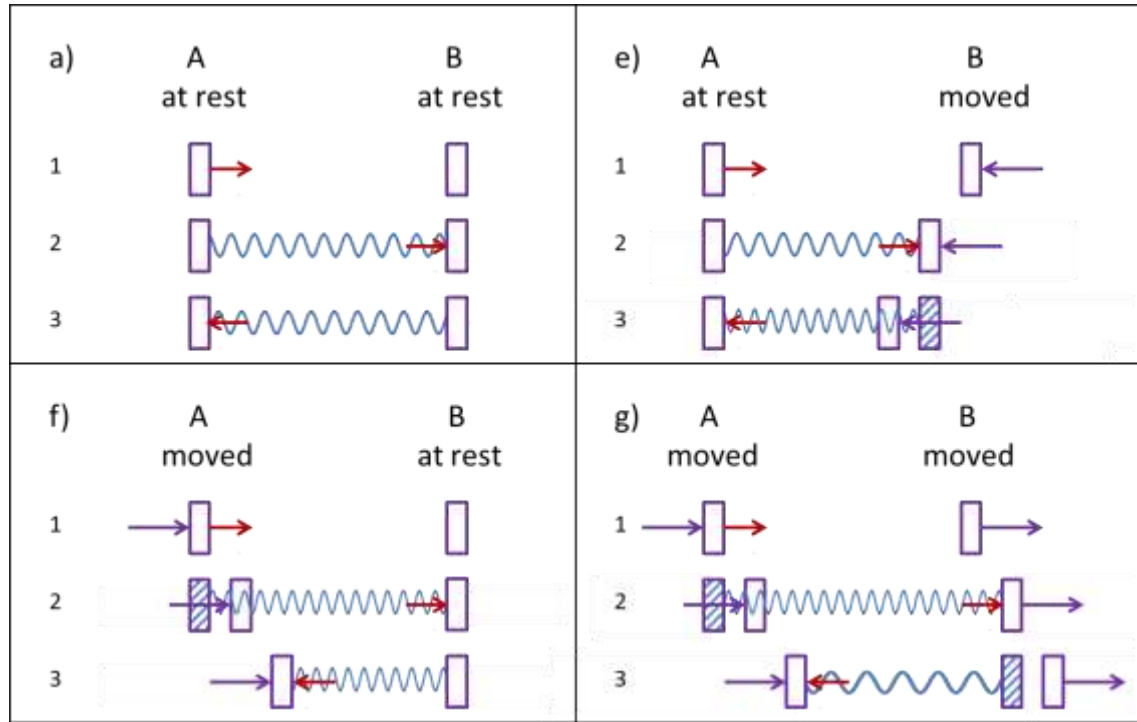 a) A B
at rest at rest
1
2
3
e) A B
at rest moved
1
2
3
f) A B
moved at rest
1
2
3
g) A B
moved moved
1
2
3